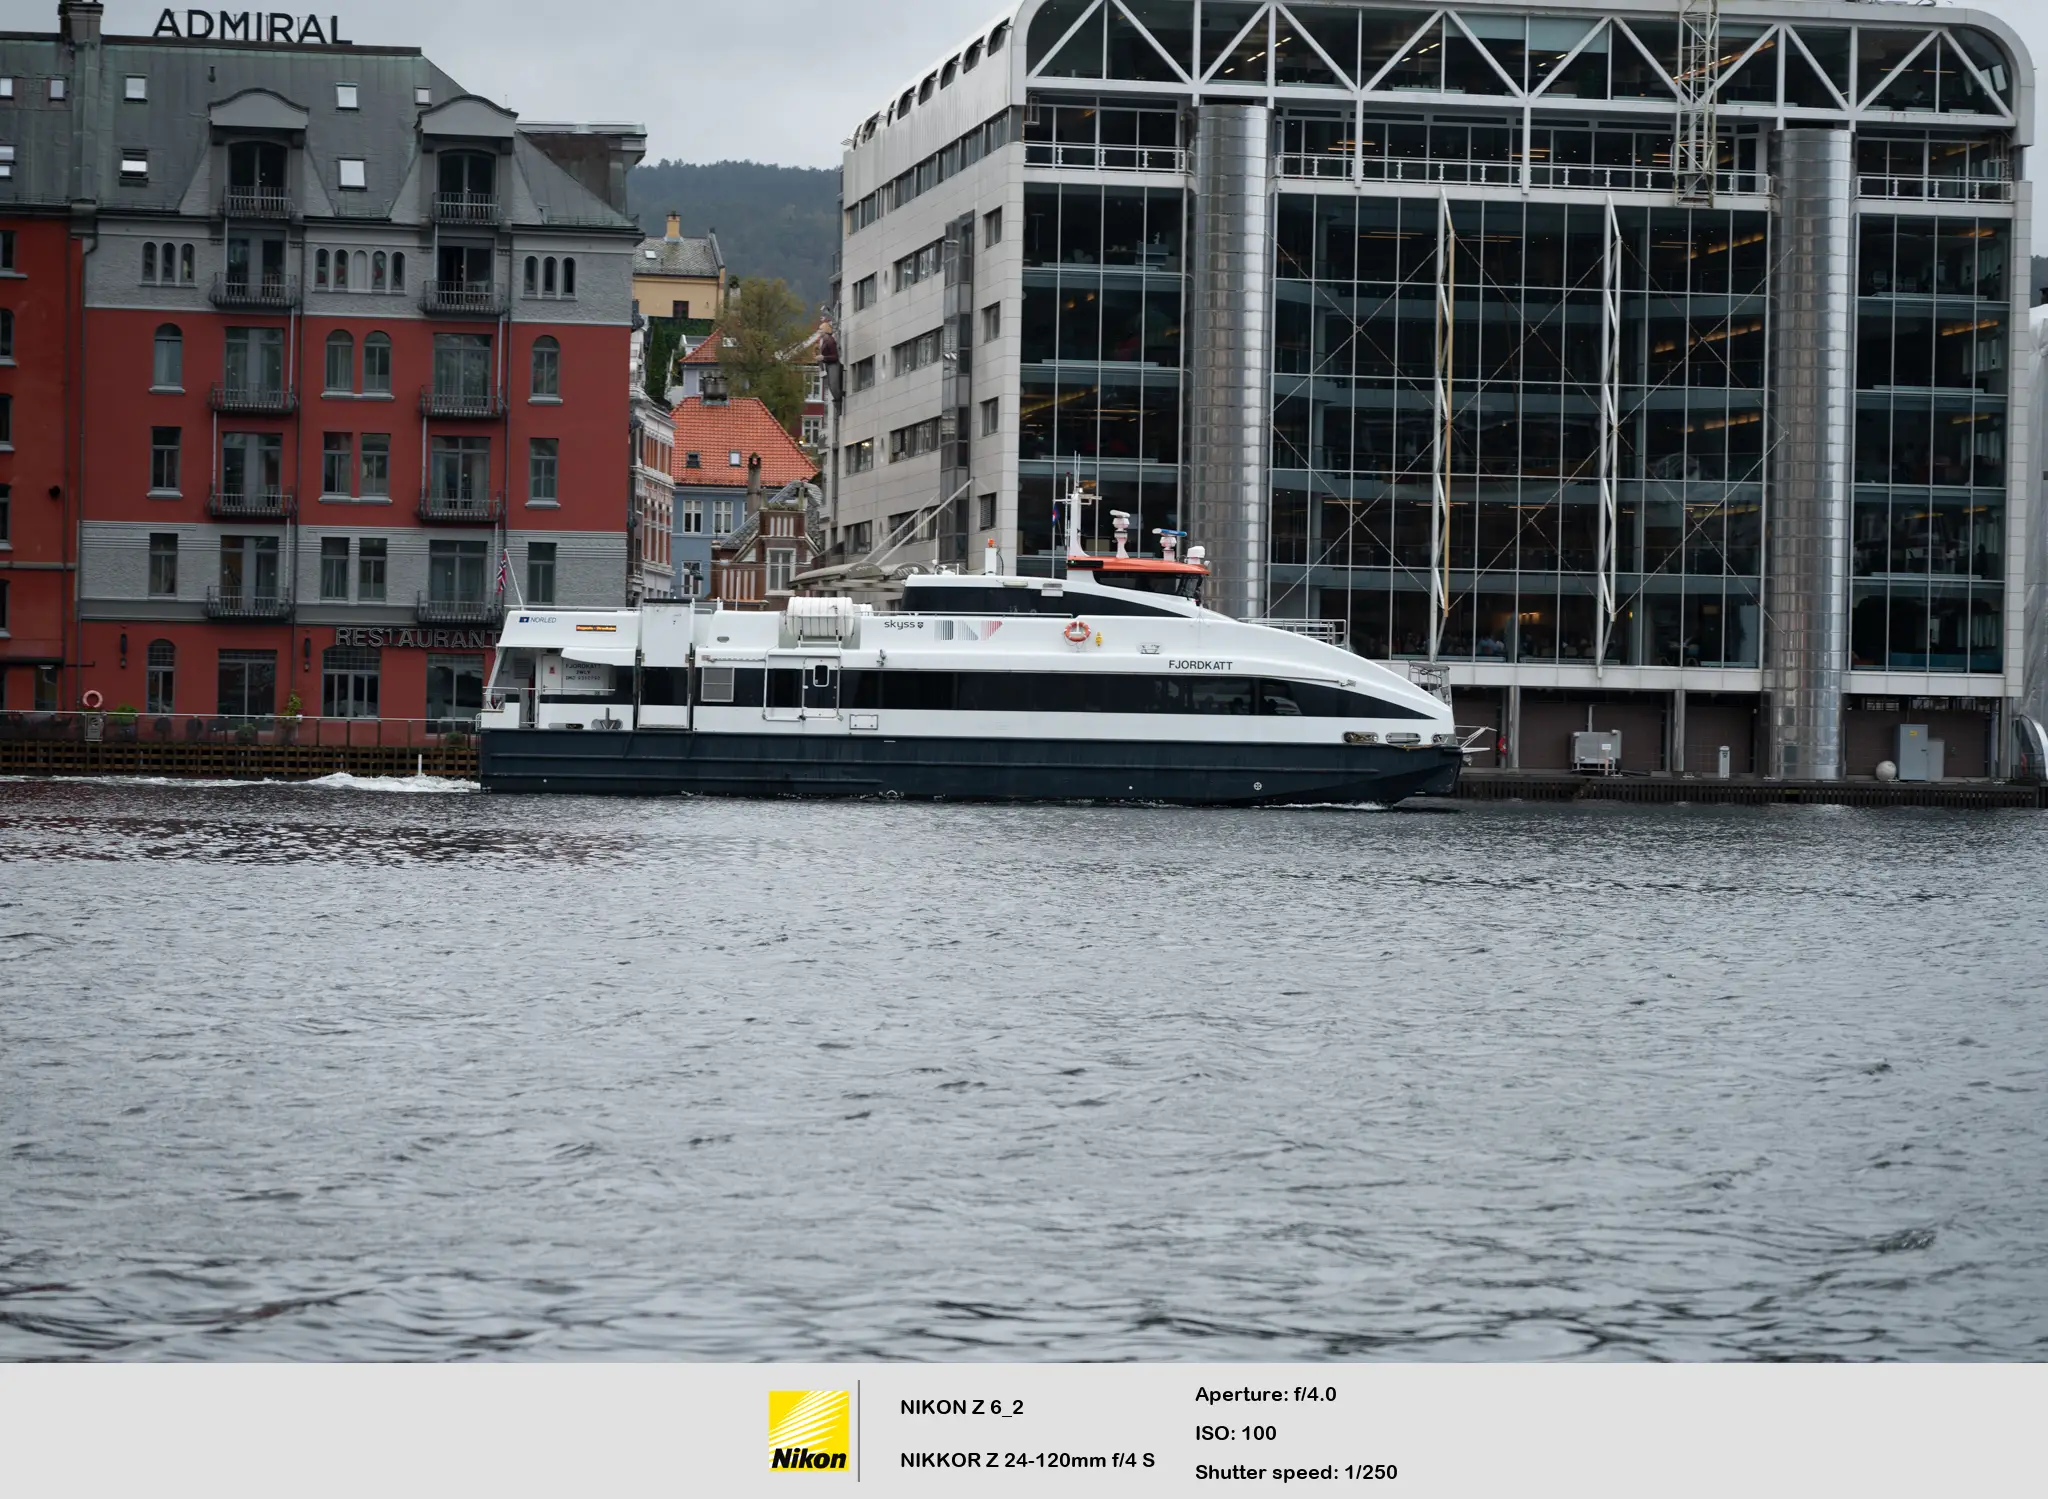 ADMIRAL
RESTAURANT
NORLED
skyss
FJORDKATT
FJORDKATT
Nikon
NIKON Z 6_2
NIKKOR Z 24-120mm f/4 S
Aperture: f/4.0
ISO: 100
Shutter speed: 1/250